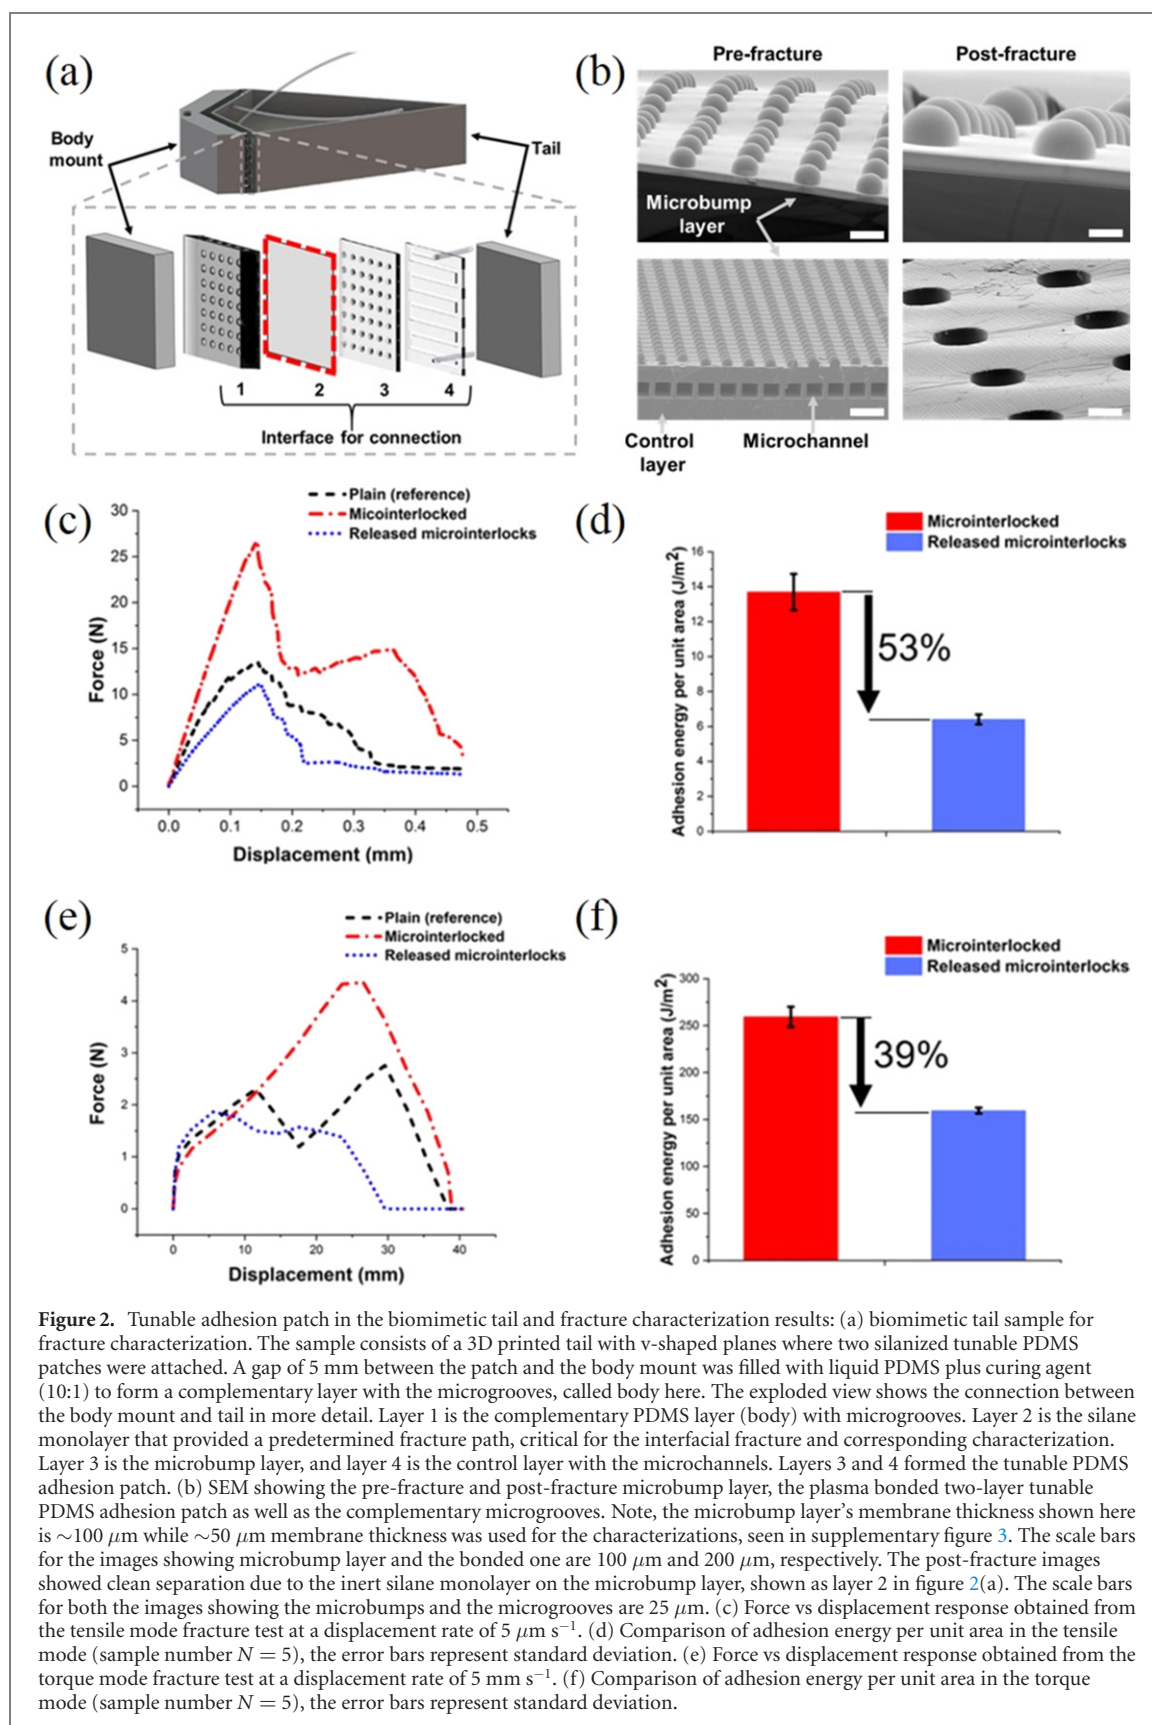 (a)
Body
mount
Tail
1 2 3 4
Interface for connection
(b)
Pre-fracture Post-fracture
Microbump
layer
Control
layer
Microchannel
(c)
Plain (reference)
Micointerlocked
Released microinterlocks
Force (N)
30
25
20
15
10
5
0
0.0 0.1 0.2 0.3 0.4 0.5
Displacement (mm)
(d)
Microinterlocked
Released microinterlocks
Adhesion energy per unit area (J/m²)
16
14
12
10
8
6
4
2
0
53%
(e)
Plain (reference)
Microinterlocked
Released microinterlocks
Force (N)
5
4
3
2
1
0
0 10 20 30 40
Displacement (mm)
(f)
Microinterlocked
Released microinterlocks
Adhesion energy per unit area (J/m²)
300
250
200
150
100
50
0
39%
Figure 2. Tunable adhesion patch in the biomimetic tail and fracture characterization results: (a) biomimetic tail sample for
fracture characterization. The sample consists of a 3D printed tail with v-shaped planes where two silanized tunable PDMS
patches were attached. A gap of 5 mm between the patch and the body mount was filled with liquid PDMS plus curing agent
(10:1) to form a complementary layer with the microgrooves, called body here. The exploded view shows the connection between
the body mount and tail in more detail. Layer 1 is the complementary PDMS layer (body) with microgrooves. Layer 2 is the silane
monolayer that provided a predetermined fracture path, critical for the interfacial fracture and corresponding characterization.
Layer 3 is the microbump layer, and layer 4 is the control layer with the microchannels. Layers 3 and 4 formed the tunable PDMS
adhesion patch. (b) SEM showing the pre-fracture and post-fracture microbump layer, the plasma bonded two-layer tunable
PDMS adhesion patch as well as the complementary microgrooves. Note, the microbump layer's membrane thickness shown here
is ∼100 μm while ∼50 μm membrane thickness was used for the characterizations, seen in supplementary figure 3. The scale bars
for the images showing microbump layer and the bonded one are 100 μm and 200 μm, respectively. The post-fracture images
showed clean separation due to the inert silane monolayer on the microbump layer, shown as layer 2 in figure 2(a). The scale bars
for both the images showing the microbumps and the microgrooves are 25 μm. (c) Force vs displacement response obtained from
the tensile mode fracture test at a displacement rate of 5 μm s⁻¹. (d) Comparison of adhesion energy per unit area in the tensile
mode (sample number N = 5), the error bars represent standard deviation. (e) Force vs displacement response obtained from the
torque mode fracture test at a displacement rate of 5 mm s⁻¹. (f) Comparison of adhesion energy per unit area in the torque
mode (sample number N = 5), the error bars represent standard deviation.